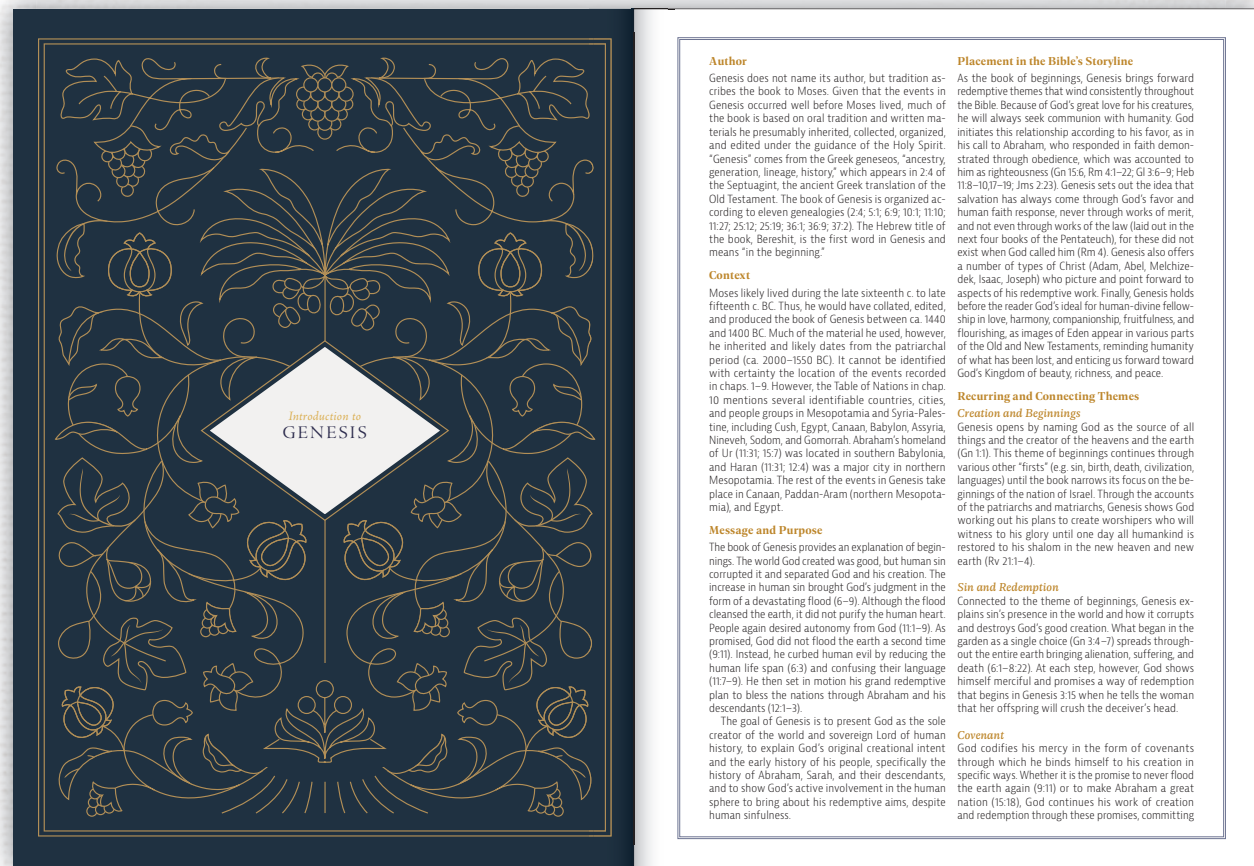 Introduction to
GENESIS
Author
Genesis does not name its author, but tradition as-
cribes the book to Moses. Given that the events in
Genesis occurred well before Moses lived, much of
the book is based on oral tradition and written ma-
terials he presumably inherited, collected, organized,
and edited under the guidance of the Holy Spirit.
“Genesis” comes from the Greek geneseos, “ancestry,
generation, lineage, history,” which appears in 2:4 of
the Septuagint, the ancient Greek translation of the
Old Testament. The book of Genesis is organized ac-
cording to eleven genealogies (2:4; 5:1; 6:9; 10:1; 11:10;
11:27; 25:12; 25:19; 36:1; 36:9; 37:2). The Hebrew title of
the book, Bereshit, is the first word in Genesis and
means “in the beginning.”
Context
Moses likely lived during the late sixteenth c. to late
fifteenth c. BC. Thus, he would have collated, edited,
and produced the book of Genesis between ca. 1440
and 1400 BC. Much of the material he used, however,
he inherited and likely dates from the patriarchal
period (ca. 2000–1550 BC). It cannot be identified
with certainty the location of the events recorded
in chaps. 1–9. However, the Table of Nations in chap.
10 mentions several identifiable countries, cities,
and people groups in Mesopotamia and Syria-Pales-
tine, including Cush, Egypt, Canaan, Babylon, Assyria,
Nineveh, Sodom, and Gomorrah. Abraham’s homeland
of Ur (11:31; 15:7) was located in southern Babylonia,
and Haran (11:31; 12:4) was a major city in northern
Mesopotamia. The rest of the events in Genesis take
place in Canaan, Paddan-Aram (northern Mesopota-
mia), and Egypt.
Message and Purpose
The book of Genesis provides an explanation of begin-
nings. The world God created was good, but human sin
corrupted it and separated God and his creation. The
increase in human sin brought God’s judgment in the
form of a devastating flood (6–9). Although the flood
cleansed the earth, it did not purify the human heart.
People again desired autonomy from God (11:1–9). As
promised, God did not flood the earth a second time
(9:11). Instead, he curbed human evil by reducing the
human life span (6:3) and confusing their language
(11:7–9). He then set in motion his grand redemptive
plan to bless the nations through Abraham and his
descendants (12:1–3).
The goal of Genesis is to present God as the sole
creator of the world and sovereign Lord of human
history, to explain God’s original creational intent
and the early history of his people, specifically the
history of Abraham, Sarah, and their descendants,
and to show God’s active involvement in the human
sphere to bring about his redemptive aims, despite
human sinfulness.
Placement in the Bible’s Storyline
As the book of beginnings, Genesis brings forward
redemptive themes that wind consistently throughout
the Bible. Because of God’s great love for his creatures,
he will always seek communion with humanity. God
initiates this relationship according to his favor, as in
his call to Abraham, who responded in faith demon-
strated through obedience, which was accounted to
him as righteousness (Gn 15:6, Rm 4:1–22; Gl 3:6–9; Heb
11:8–10,17–19; Jms 2:23). Genesis sets out the idea that
salvation has always come through God’s favor and
human faith response, never through works of merit,
and not even through works of the law (laid out in the
next four books of the Pentateuch), for these did not
exist when God called him (Rm 4). Genesis also offers
a number of types of Christ (Adam, Abel, Melchize-
dek, Isaac, Joseph) who picture and point forward to
aspects of his redemptive work. Finally, Genesis holds
before the reader God’s ideal for human-divine fellow-
ship in love, harmony, companionship, fruitfulness, and
flourishing, as images of Eden appear in various parts
of the Old and New Testaments, reminding humanity
of what has been lost, and enticing us forward toward
God’s Kingdom of beauty, richness, and peace.
Recurring and Connecting Themes
Creation and Beginnings
Genesis opens by naming God as the source of all
things and the creator of the heavens and the earth
(Gn 1:1). This theme of beginnings continues through
various other “firsts” (e.g. sin, birth, death, civilization,
languages) until the book narrows its focus on the be-
ginnings of the nation of Israel. Through the accounts
of the patriarchs and matriarchs, Genesis shows God
working out his plans to create worshipers who will
witness to his glory until one day all humankind is
restored to his shalom in the new heaven and new
earth (Rv 21:1–4).
Sin and Redemption
Connected to the theme of beginnings, Genesis ex-
plains sin’s presence in the world and how it corrupts
and destroys God’s good creation. What began in the
garden as a single choice (Gn 3:4–7) spreads through-
out the entire earth bringing alienation, suffering, and
death (6:1–8:22). At each step, however, God shows
himself merciful and promises a way of redemption
that begins in Genesis 3:15 when he tells the woman
that her offspring will crush the deceiver’s head.
Covenant
God codifies his mercy in the form of covenants
through which he binds himself to his creation in
specific ways. Whether it is the promise to never flood
the earth again (9:11) or to make Abraham a great
nation (15:18), God continues his work of creation
and redemption through these promises, committing